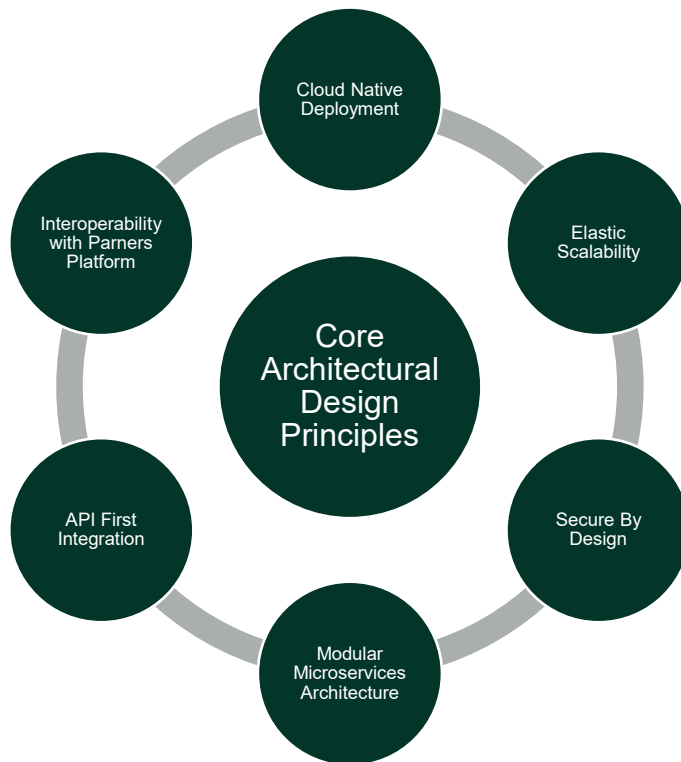 Cloud Native
Deployment
Elastic
Scalability
Secure By
Design
Modular
Microservices
Architecture
API First
Integration
Interoperability
with Parners
Platform
Core
Architectural
Design
Principles